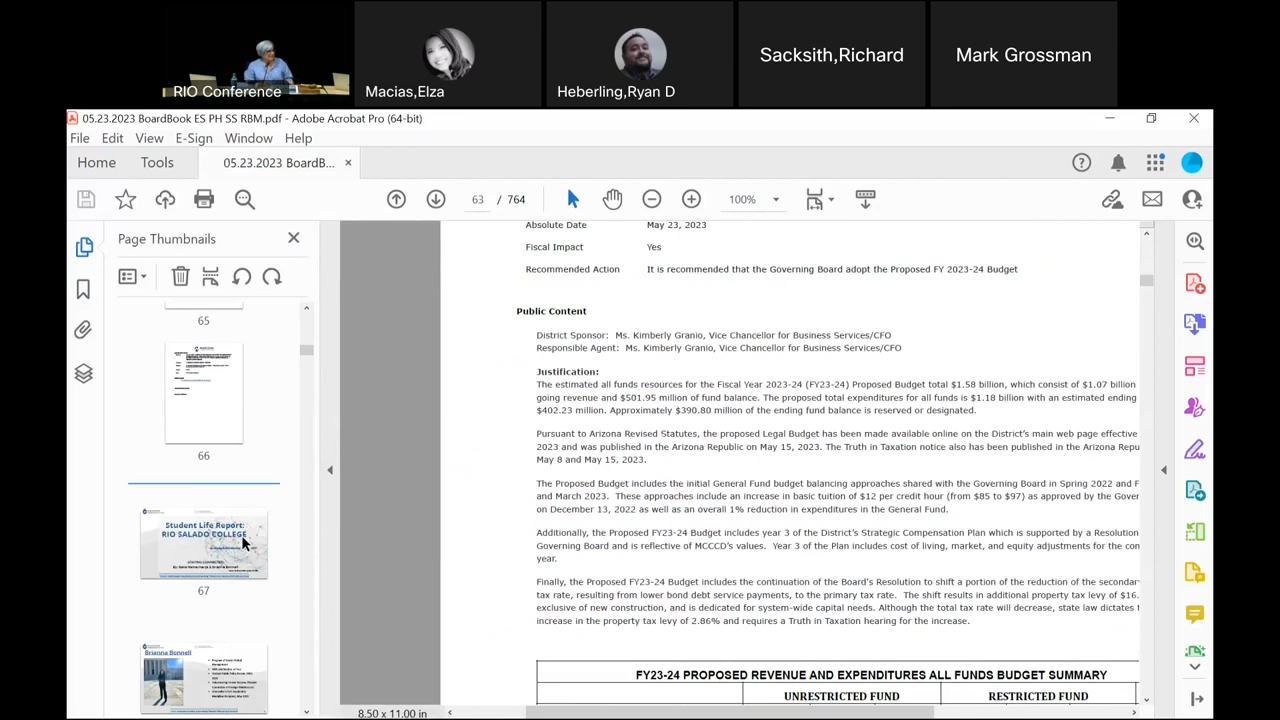 RIO Conference
Macias,Elza
Heberling,Ryan D
Sacksith,Richard
Mark Grossman
05.23.2023 BoardBook ES PH SS RBM.pdf - Adobe Acrobat Pro (64-bit)
File Edit View E-Sign Window Help
Home Tools 05.23.2023 BoardB... ×
63 / 764 100%
Page Thumbnails
65
66
Student Life Report:
RIO SALADO COLLEGE
67
Brianna Bonnell
Absolute Date May 23, 2023
Fiscal Impact Yes
Recommended Action It is recommended that the Governing Board adopt the Proposed FY 2023-24 Budget
Public Content
District Sponsor: Ms. Kimberly Granio, Vice Chancellor for Business Services/CFO
Responsible Agent: Ms. Kimberly Granio, Vice Chancellor for Business Services/CFO
Justification:
The estimated all funds resources for the Fiscal Year 2023-24 (FY23-24) Proposed Budget total $1.58 billion, which consist of $1.07 billion
going revenue and $501.95 million of fund balance. The proposed total expenditures for all funds is $1.18 billion with an estimated ending
$402.23 million. Approximately $390.80 million of the ending fund balance is reserved or designated.
Pursuant to Arizona Revised Statutes, the proposed Legal Budget has been made available online on the District's main web page effective
2023 and was published in the Arizona Republic on May 15, 2023. The Truth in Taxation notice also has been published in the Arizona Repu
May 8 and May 15, 2023.
The Proposed Budget includes the initial General Fund budget balancing approaches shared with the Governing Board in Spring 2022 and F
and March 2023. These approaches include an increase in basic tuition of $12 per credit hour (from $85 to $97) as approved by the Gover
on December 13, 2022 as well as an overall 1% reduction in expenditures in the General Fund.
Additionally, the Proposed FY23-24 Budget includes year 3 of the District's Strategic Compensation Plan which is supported by a Resolution
Governing Board and is reflective of MCCCD's values. Year 3 of the Plan includes cost of living, market, and equity adjustments for the con
year.
Finally, the Proposed FY23-24 Budget includes the continuation of the Board's Resolution to shift a portion of the reduction of the secondar
tax rate, resulting from lower bond debt service payments, to the primary tax rate. The shift results in additional property tax levy of $16.
exclusive of new construction, and is dedicated for system-wide capital needs. Although the total tax rate will decrease, state law dictates t
increase in the property tax levy of 2.86% and requires a Truth in Taxation hearing for the increase.
FY23-24 PROPOSED REVENUE AND EXPENDITURES ALL FUNDS BUDGET SUMMARY
UNRESTRICTED FUND RESTRICTED FUND
8.50 x 11.00 in